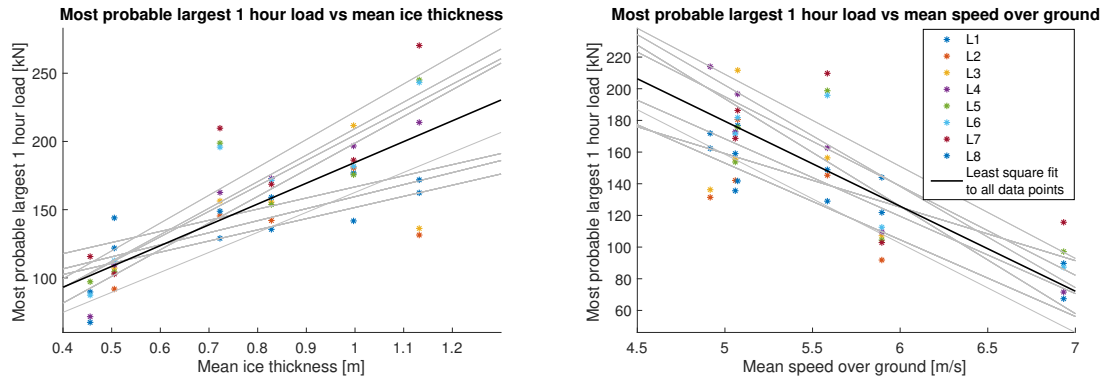 Most probable largest 1 hour load vs mean ice thickness
Most probable largest 1 hour load [kN]
250
200
150
100
0.4
0.5
0.6
0.7
0.8
0.9
1
1.1
1.2
Mean ice thickness [m]
Most probable largest 1 hour load vs mean speed over ground
Most probable largest 1 hour load [kN]
220
200
180
160
140
120
100
80
60
4.5
5
5.5
6
6.5
7
Mean speed over ground [m/s]
L1
L2
L3
L4
L5
L6
L7
L8
Least square fit
to all data points